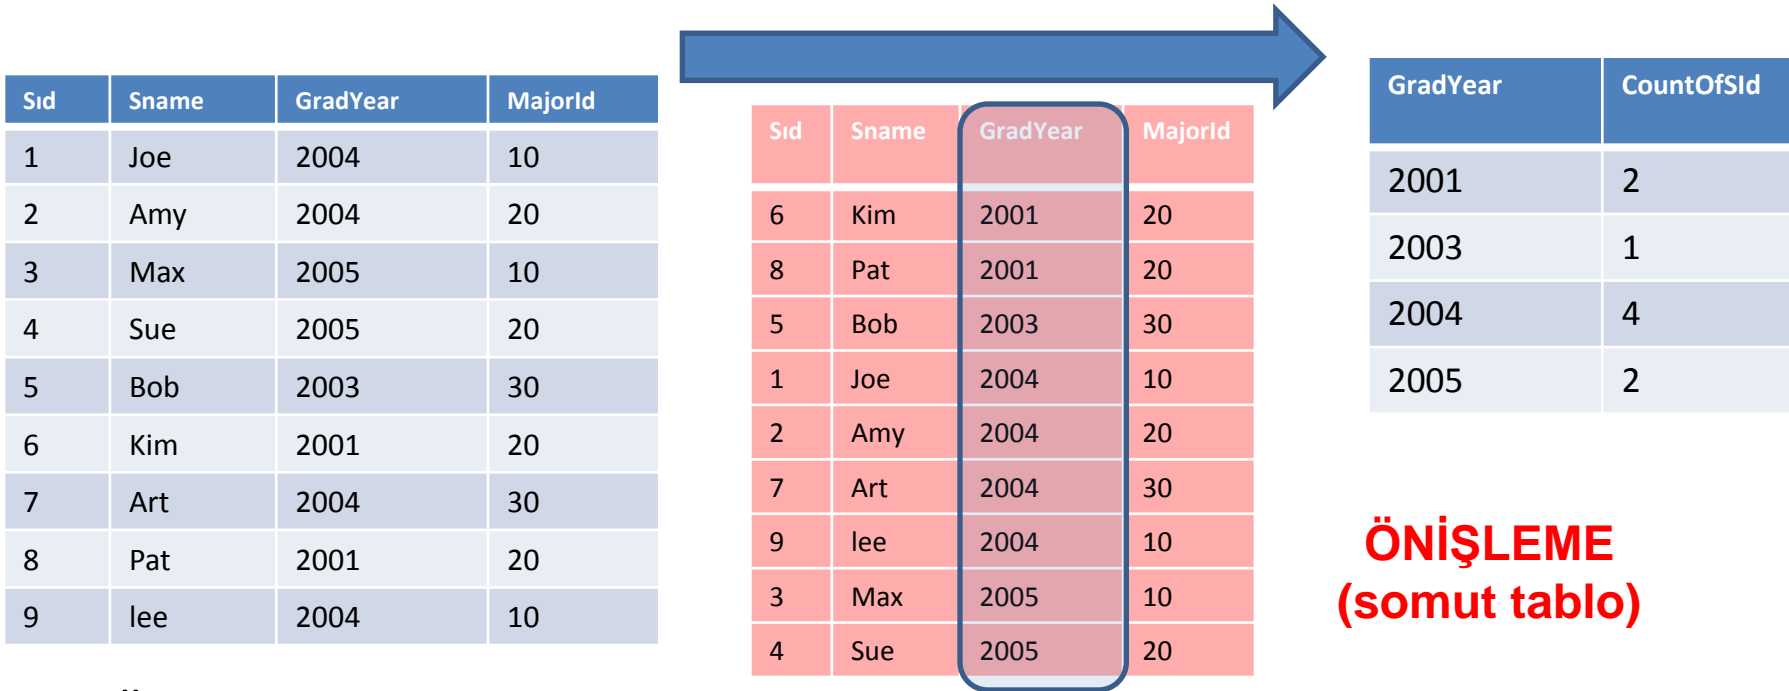 Sıd Sname GradYear MajorId
1 Joe 2004 10
2 Amy 2004 20
3 Max 2005 10
4 Sue 2005 20
5 Bob 2003 30
6 Kim 2001 20
7 Art 2004 30
8 Pat 2001 20
9 lee 2004 10
Sıd Sname GradYear MajorId
6 Kim 2001 20
8 Pat 2001 20
5 Bob 2003 30
1 Joe 2004 10
2 Amy 2004 20
7 Art 2004 30
9 lee 2004 10
3 Max 2005 10
4 Sue 2005 20
GradYear CountOfSId
2001 2
2003 1
2004 4
2005 2
ÖNİŞLEME
(somut tablo)